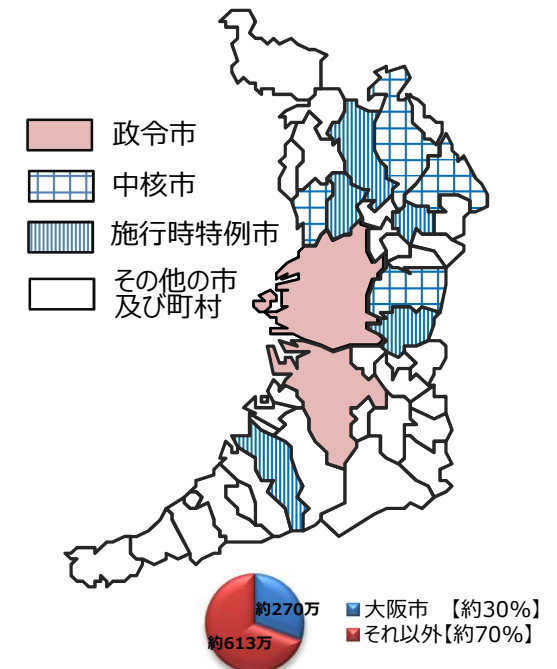 政令市
中核市
施行時特例市
その他の市
及び町村
約270万
約613万
大阪市 【約30%】
それ以外【約70%】